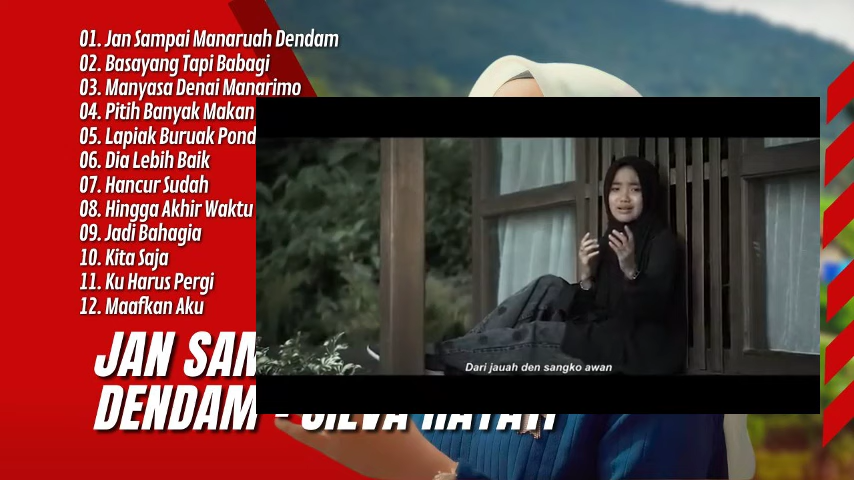 01. Jan Sampai Manaruah Dendam
02. Basayang Tapi Babagi
03. Manyasa Denai Manarimo
04. Pitih Banyak Makan
05. Lapiak Buruak
06. Dia Lebih Baik
07. Hancur Sudah
08. Hingga Akhir Waktu
09. Jadi Bahagia
10. Kita Saja
11. Ku Harus Pergi
12. Maafkan Aku
Dari jauah den sangko awan
JAN
DENDAM -